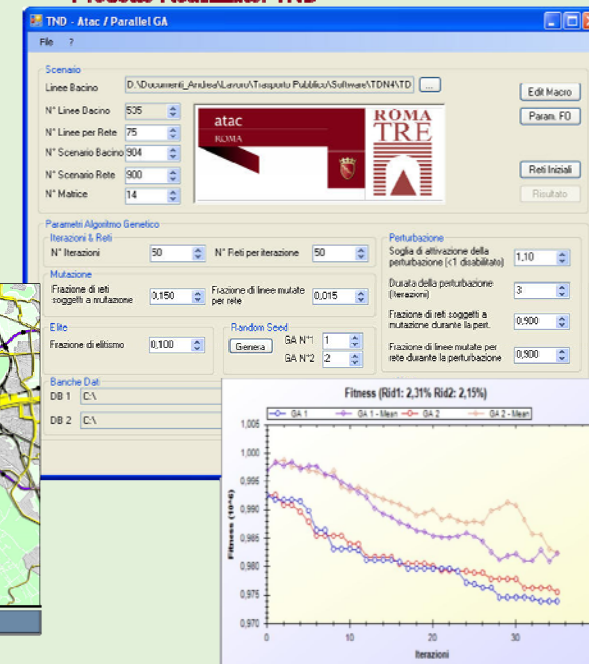 TND - Atac / Parallel GA
File ?
Scenario
Linee Bacino D:\Documenti_Andrea\Lavoro\Trasporto Pubblico\Software\TDN4\TD ... Edit Macro
N° Linee Bacino 535 Param. FO
N° Linee per Rete 75
N° Scenario Bacino 904
N° Scenario Rete 900 Reti Iniziali
N° Matrice 14 Risultato
atac
ROMA
ROMA
TRE
Parametri Algoritmo Genetico
Iterazioni & Reti
N° Iterazioni 50 N° Reti per iterazione 50
Mutazione
Frazione di reti soggetti a mutazione 0,150 Frazione di linee mutate per rete 0,015
Elite
Frazione di elitismo 0,100
Random Seed
Genera GA N°1 1
GA N°2 2
Perturbazione
Soglia di attivazione della perturbazione (<1 disabilitato) 1,10
Durata della perturbazione (Iterazioni) 3
Frazione di reti soggetti a mutazione durante la pert. 0,900
Frazione di linee mutate per rete durante la perturbazione 0,900
Banche Dati
DB 1 C:\
DB 2 C:\
Fitness (Rid1: 2,31% Rid2: 2,15%)
GA 1 GA 1 - Mean GA 2 GA 2 - Mean
1,005
1,000
0,995
0,990
0,985
0,980
0,975
0,970
Fitness (10^6)
0 10 20 30
Iterazioni